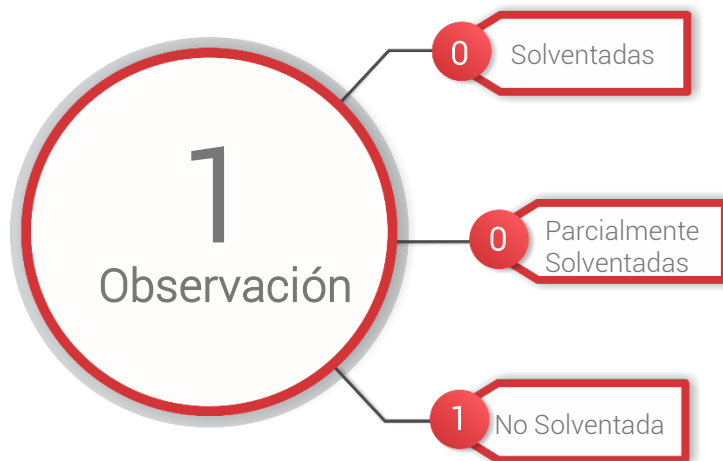 1
Observación
0
Solventadas
0
Parcialmente
Solventadas
1
No Solventada